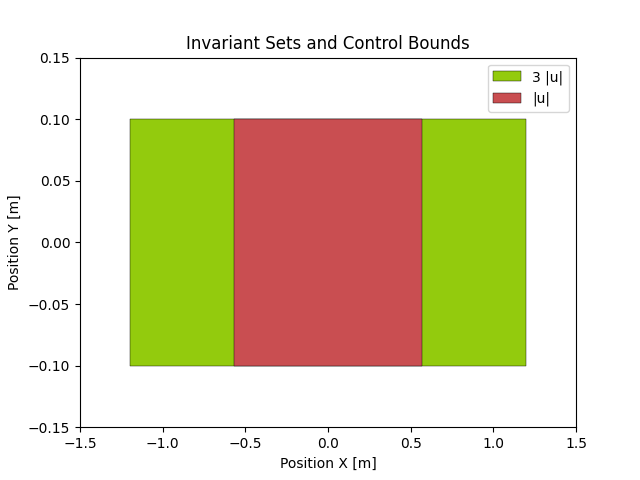 Invariant Sets and Control Bounds
3 |u|
|u|
0.15
0.10
0.05
0.00
−0.05
−0.10
−0.15
Position Y [m]
−1.5 −1.0 −0.5 0.0 0.5 1.0 1.5
Position X [m]